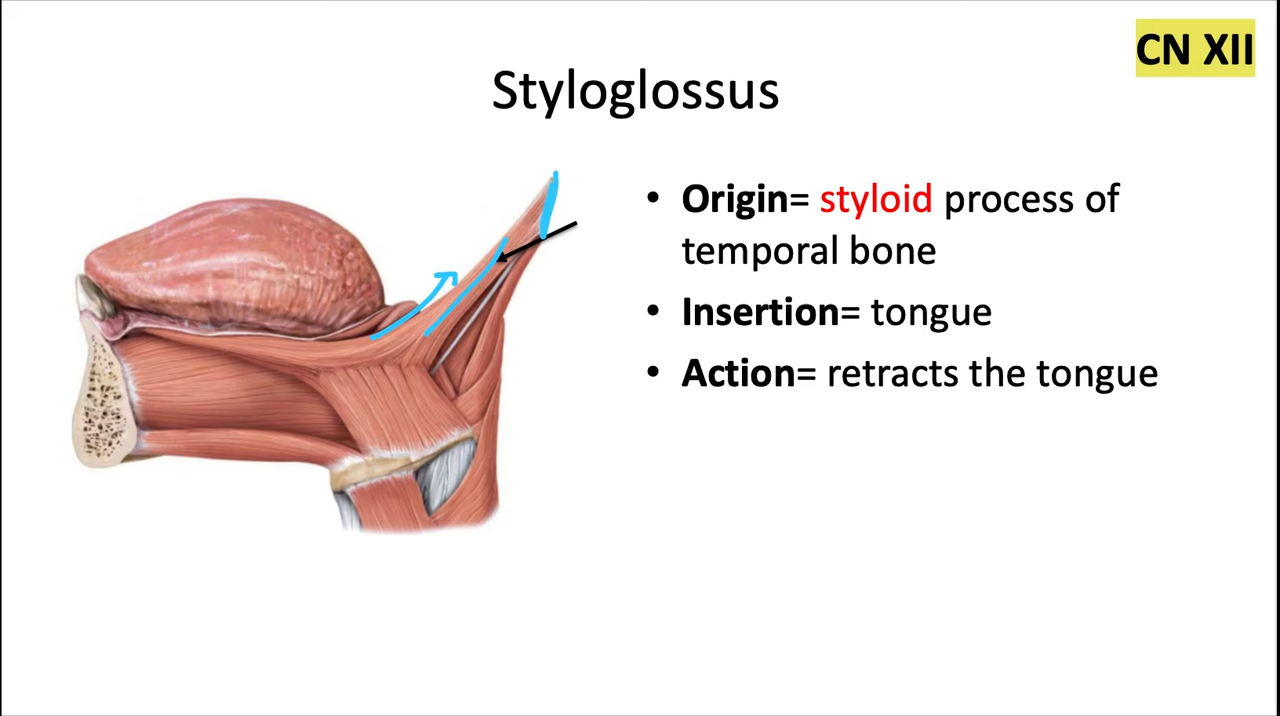 CN XII
Styloglossus
• Origin= styloid process of
temporal bone
• Insertion= tongue
• Action= retracts the tongue